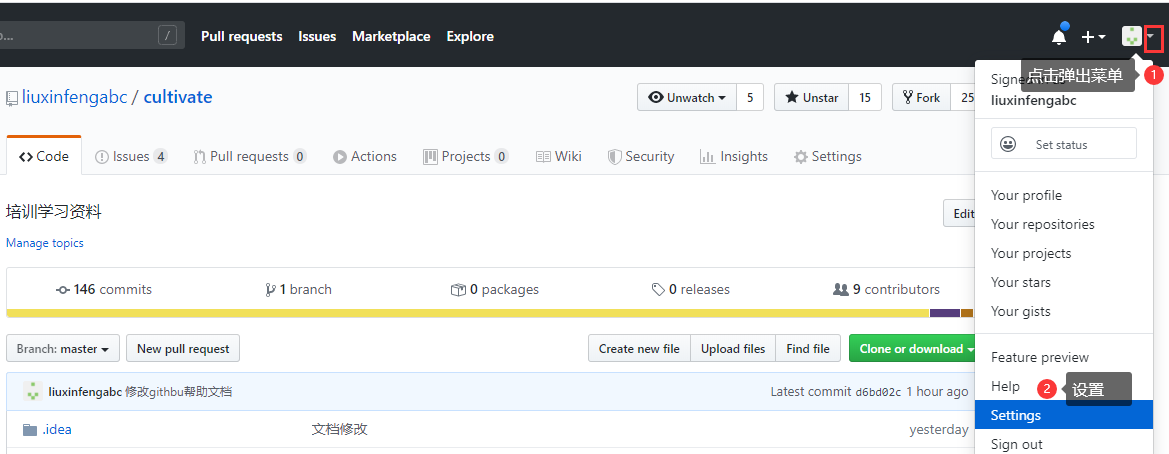 o...
/
Pull requests Issues Marketplace Explore
点击弹出菜单 1
liuxinfengabc / cultivate
Unwatch 5 Unstar 15 Fork 25
Signed
liuxinfengabc
Code Issues 4 Pull requests 0 Actions Projects 0 Wiki Security Insights Settings
Set status
培训学习资料
Edit
Manage topics
146 commits 1 branch 0 packages 0 releases 9 contributors
Branch: master New pull request Create new file Upload files Find file Clone or download
liuxinfengabc 修改githbu帮助文档 Latest commit d6bd02c 1 hour ago
.idea 文档修改 yesterday
Your profile
Your repositories
Your projects
Your stars
Your gists
Feature preview
Help
2 设置
Settings
Sign out